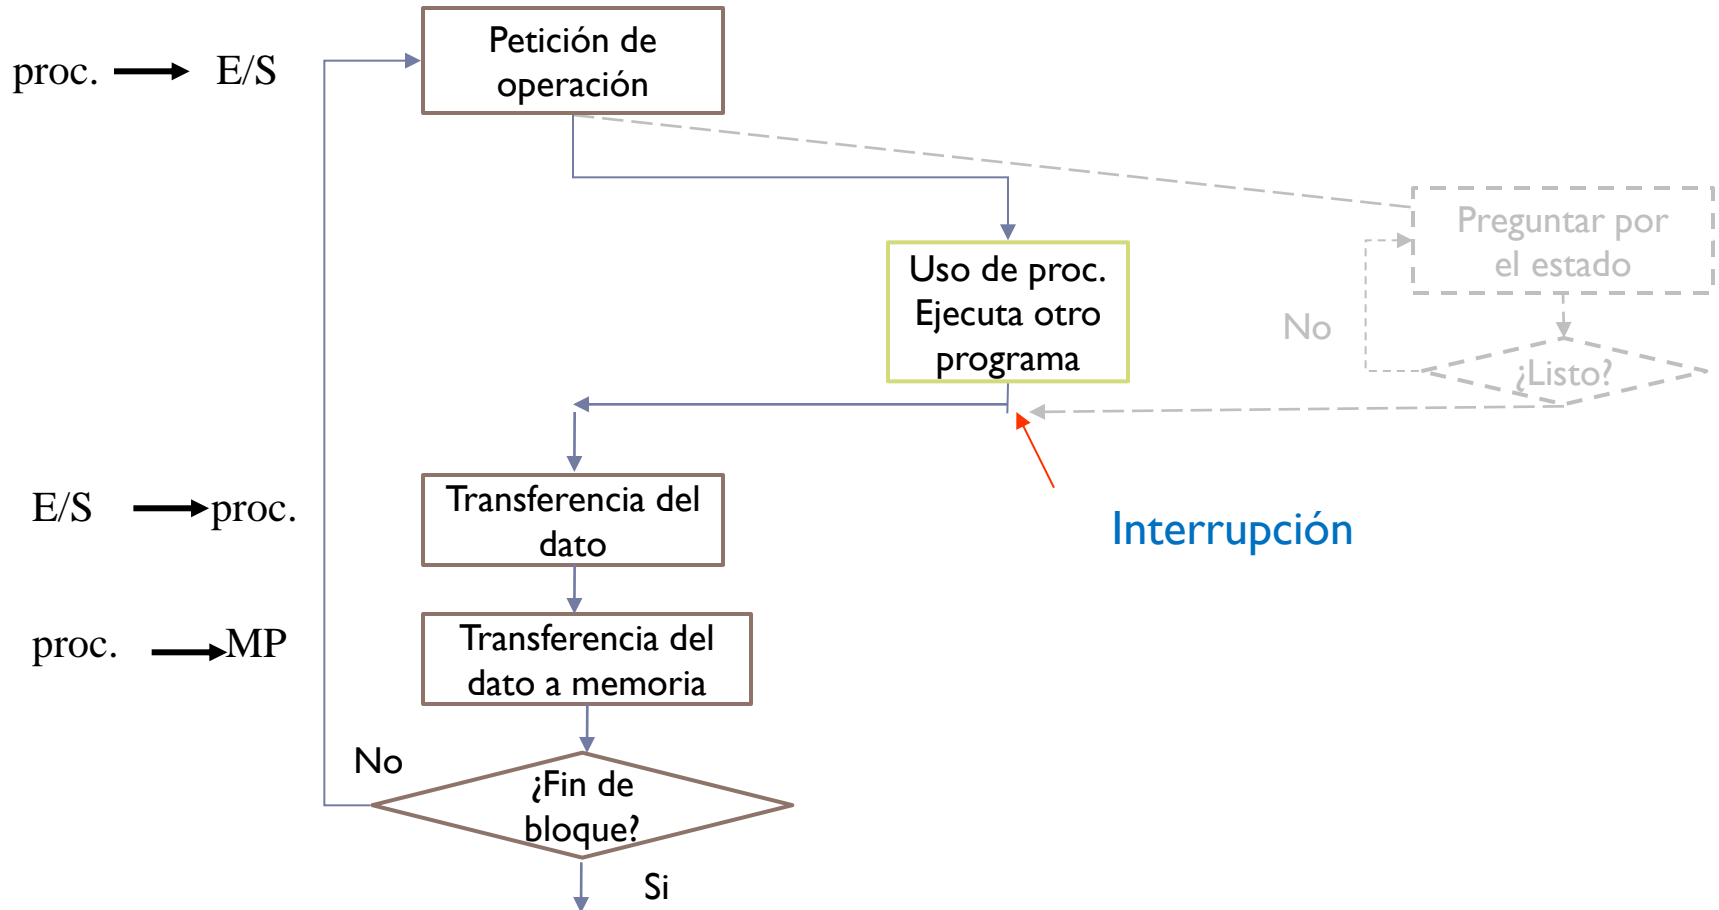 Petición de
operación
proc.
E/S
Preguntar por
el estado
Uso de proc.
Ejecuta otro
programa
No
¿Listo?
E/S
proc.
Transferencia del
dato
Interrupción
proc.
MP
Transferencia del
dato a memoria
No
¿Fin de
bloque?
Si